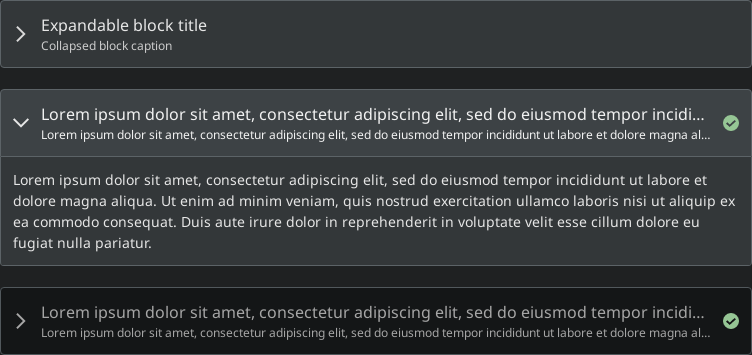 Expandable block title
Collapsed block caption
Lorem ipsum dolor sit amet, consectetur adipiscing elit, sed do eiusmod tempor incidi...
Lorem ipsum dolor sit amet, consectetur adipiscing elit, sed do eiusmod tempor incididunt ut labore et dolore magna al...
Lorem ipsum dolor sit amet, consectetur adipiscing elit, sed do eiusmod tempor incididunt ut labore et
dolore magna aliqua. Ut enim ad minim veniam, quis nostrud exercitation ullamco laboris nisi ut aliquip ex
ea commodo consequat. Duis aute irure dolor in reprehenderit in voluptate velit esse cillum dolore eu
fugiat nulla pariatur.
Lorem ipsum dolor sit amet, consectetur adipiscing elit, sed do eiusmod tempor incidi...
Lorem ipsum dolor sit amet, consectetur adipiscing elit, sed do eiusmod tempor incididunt ut labore et dolore magna al...